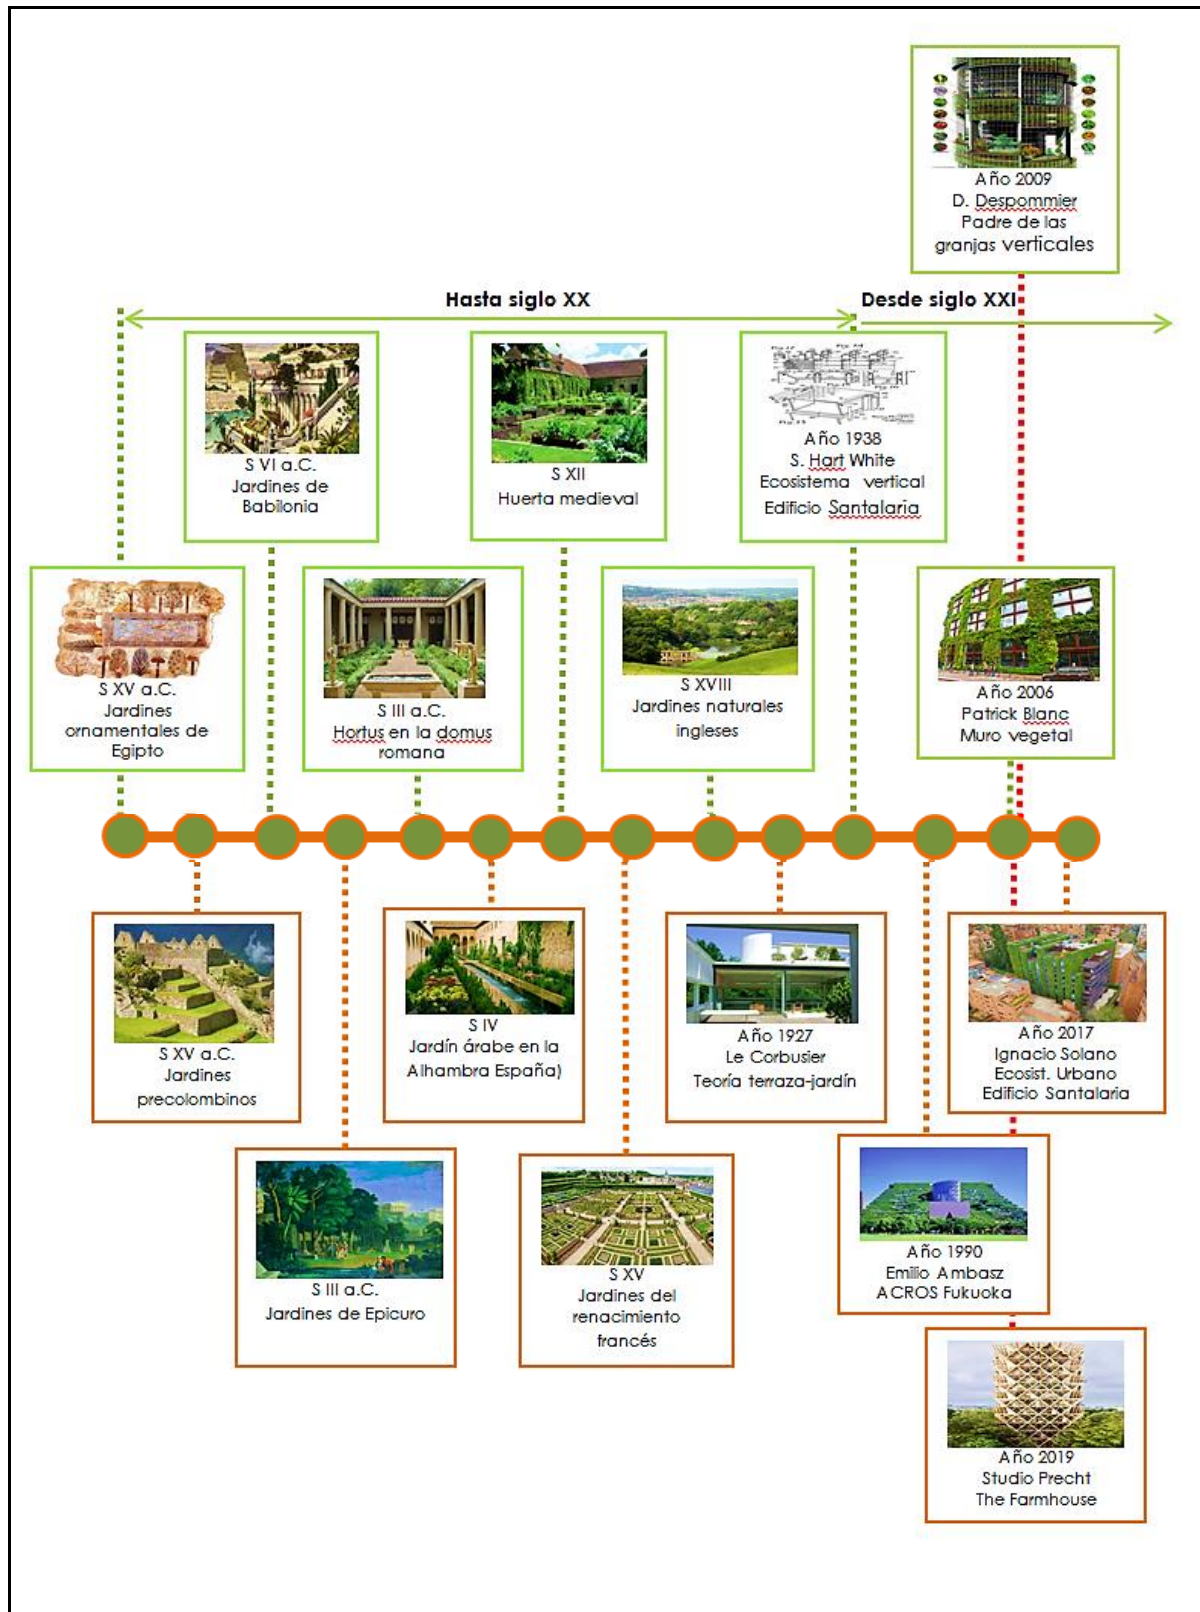 Año 2009
D. Despommier
Padre de las
granjas verticales
Hasta siglo XX
Desde siglo XXI
S VI a.C.
Jardines de
Babilonia
S XII
Huerta medieval
Año 1938
S. Hart White
Ecosistema vertical
Edificio Santalaria
S XV a.C.
Jardines
ornamentales de
Egipto
S III a.C.
Hortus en la domus
romana
S XVIII
Jardines naturales
ingleses
Año 2006
Patrick Blanc
Muro vegetal
S XV a.C.
Jardines
precolombinos
S IV
Jardín árabe en la
Alhambra España)
Año 1927
Le Corbusier
Teoría terraza-jardín
Año 2017
Ignacio Solano
Ecosist. Urbano
Edificio Santalaria
S III a.C.
Jardines de Epicuro
S XV
Jardines del
renacimiento
francés
Año 1990
Emilio Ambasz
ACROS Fukuoka
Año 2019
Studio Precht
The Farmhouse